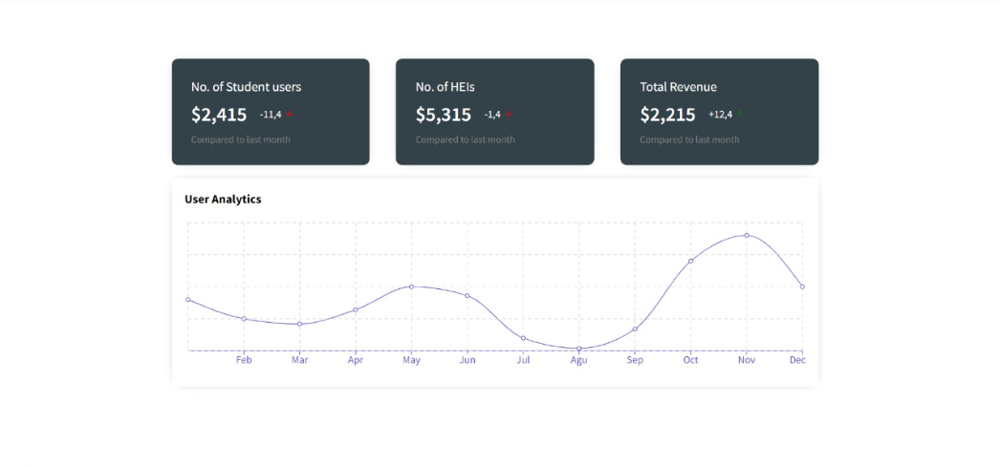 No. of Student users
$2,415 -11,4
Compared to last month
No. of HEIs
$5,315 -1,4
Compared to last month
Total Revenue
$2,215 +12,4
Compared to last month
User Analytics
Feb Mar Apr May Jun Jul Agu Sep Oct Nov Dec